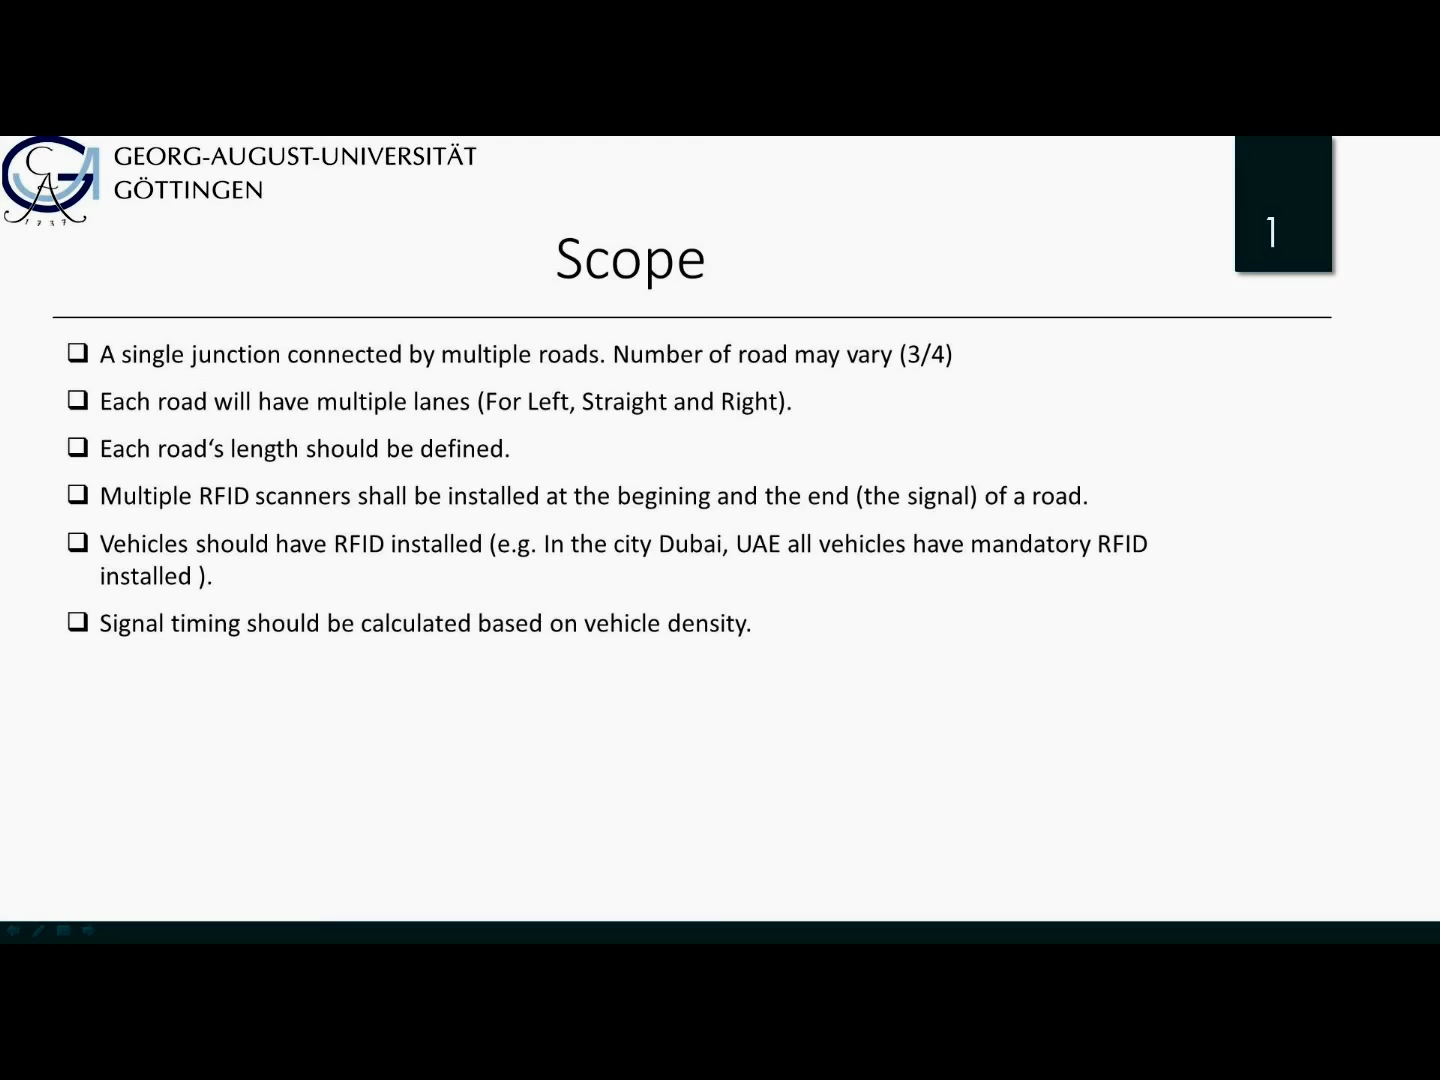 GEORG-AUGUST-UNIVERSITÄT
GÖTTINGEN
1737
1
Scope
A single junction connected by multiple roads. Number of road may vary (3/4)
Each road will have multiple lanes (For Left, Straight and Right).
Each road‘s length should be defined.
Multiple RFID scanners shall be installed at the begining and the end (the signal) of a road.
Vehicles should have RFID installed (e.g. In the city Dubai, UAE all vehicles have mandatory RFID
installed ).
Signal timing should be calculated based on vehicle density.